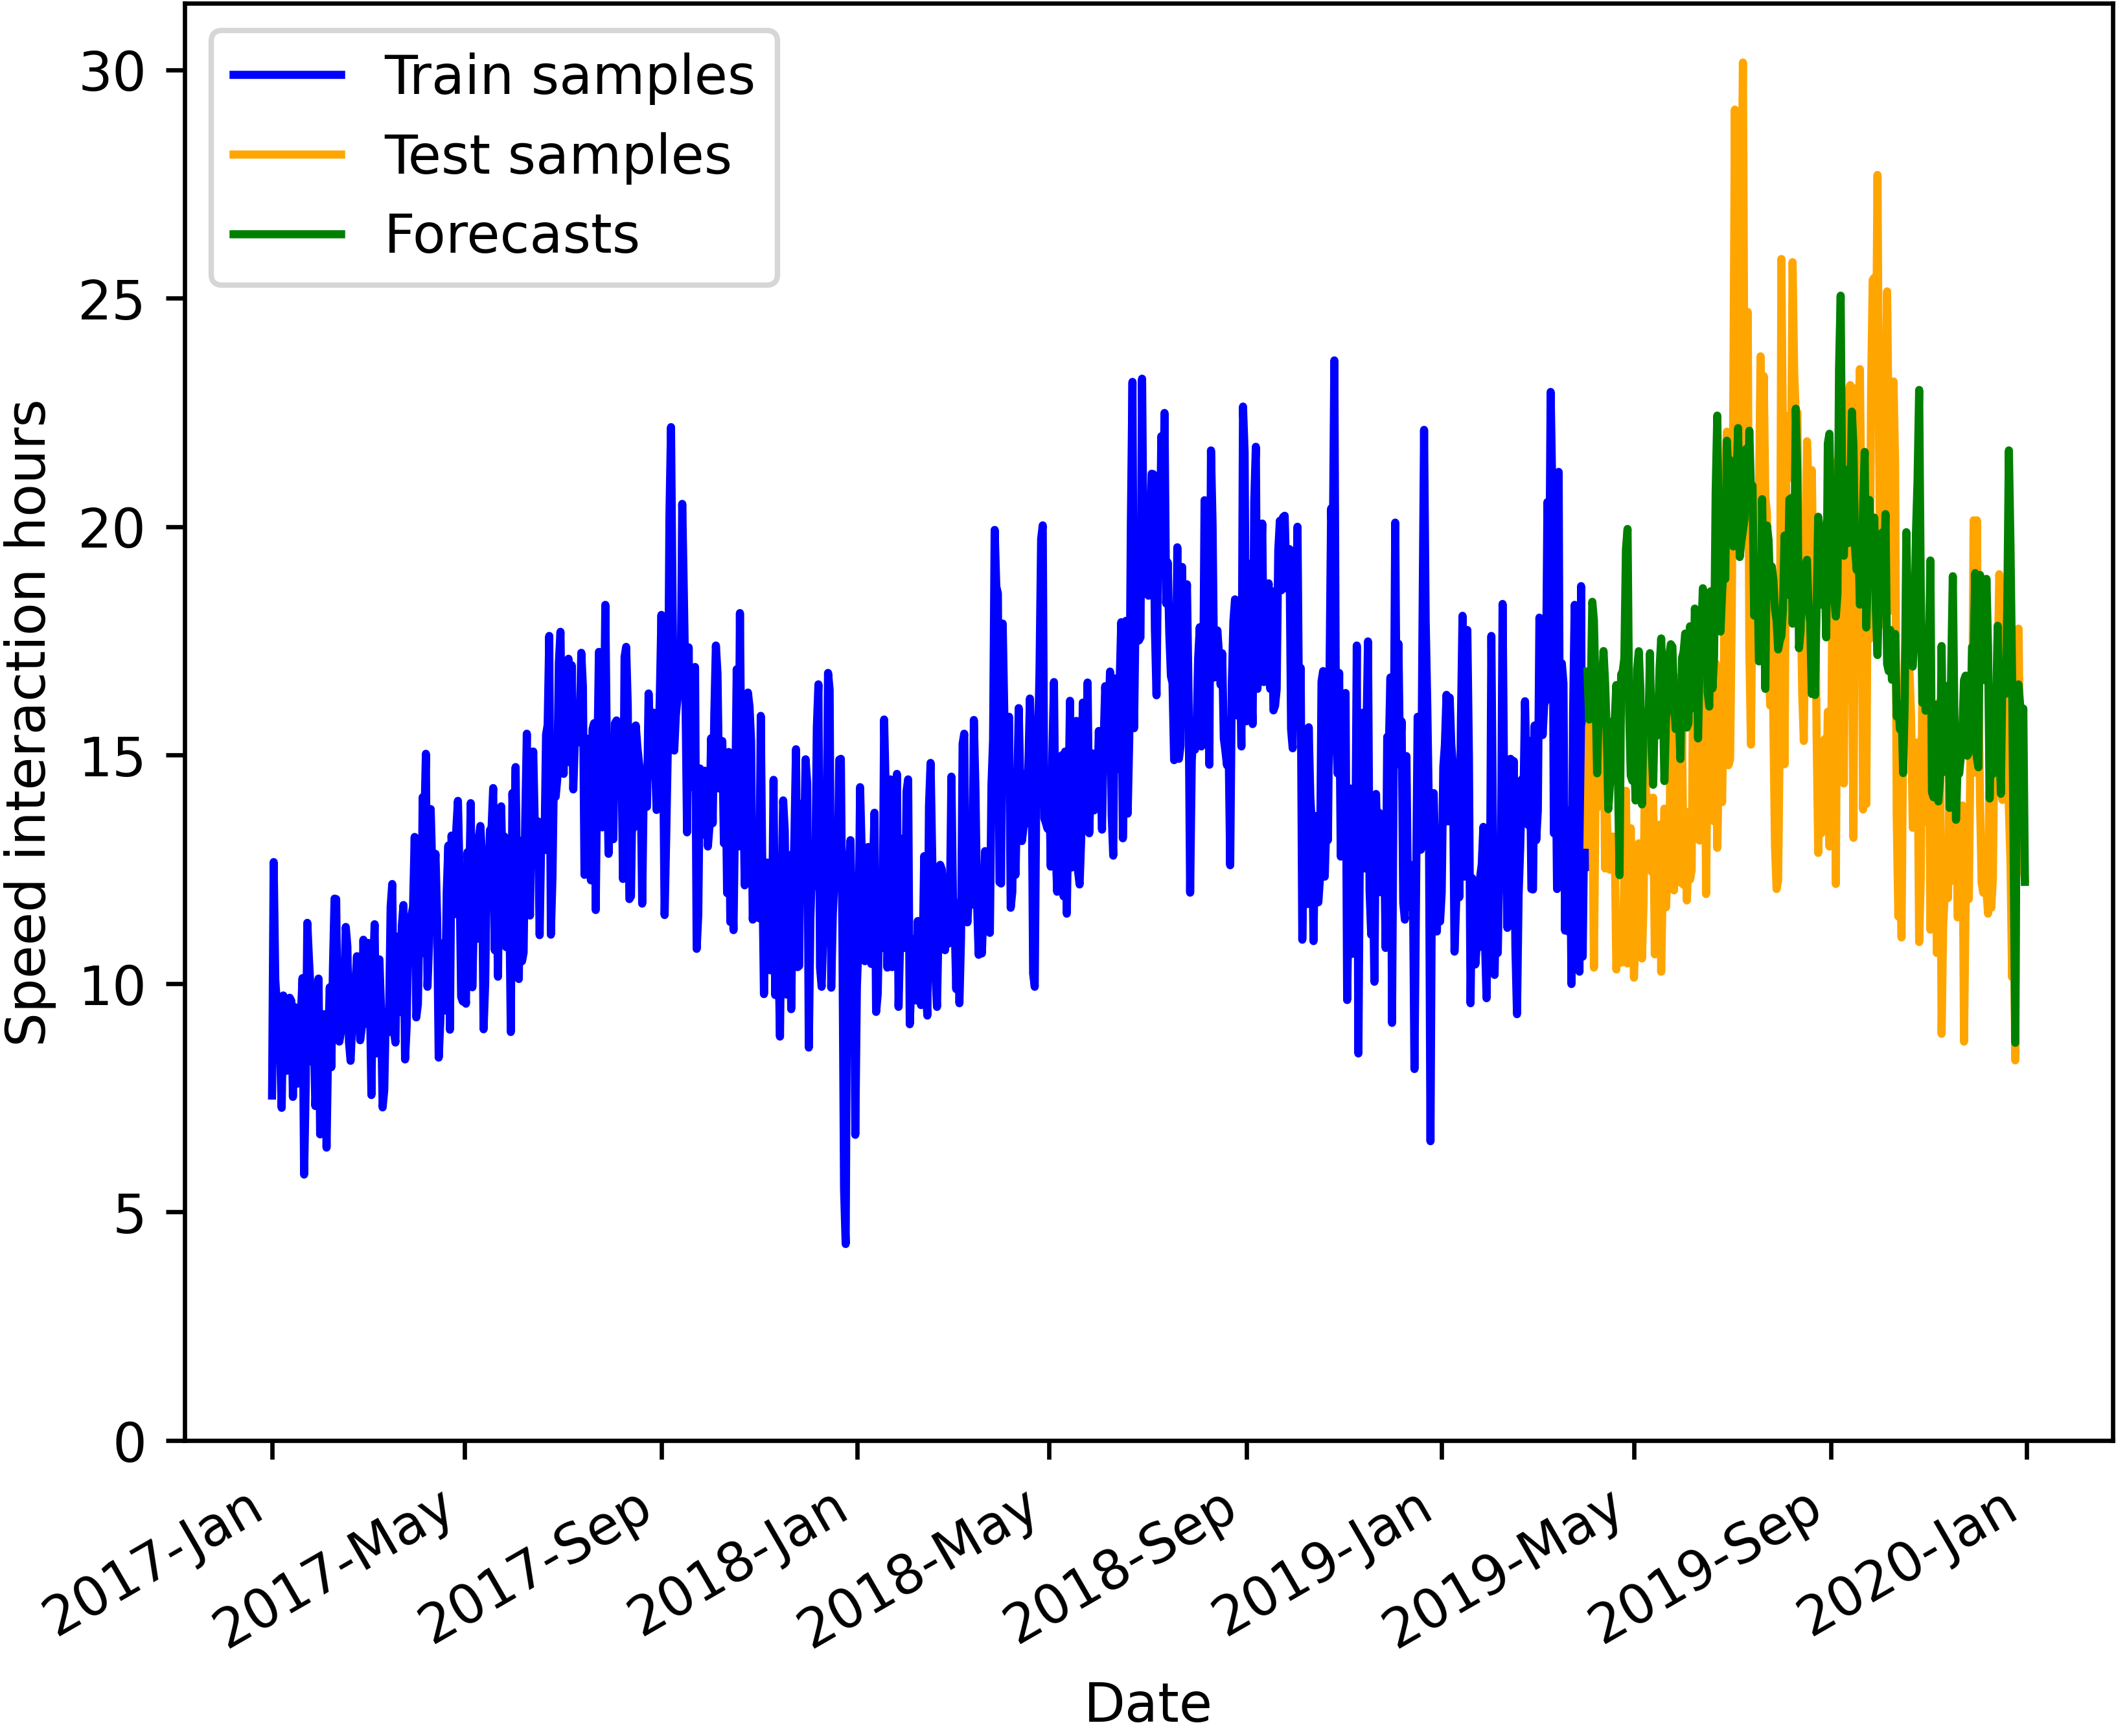 Train samples
Test samples
Forecasts
Speed interaction hours
30
25
20
15
10
5
0
2017-Jan
2017-May
2017-Sep
2018-Jan
2018-May
2018-Sep
2019-Jan
2019-May
2019-Sep
2020-Jan
Date